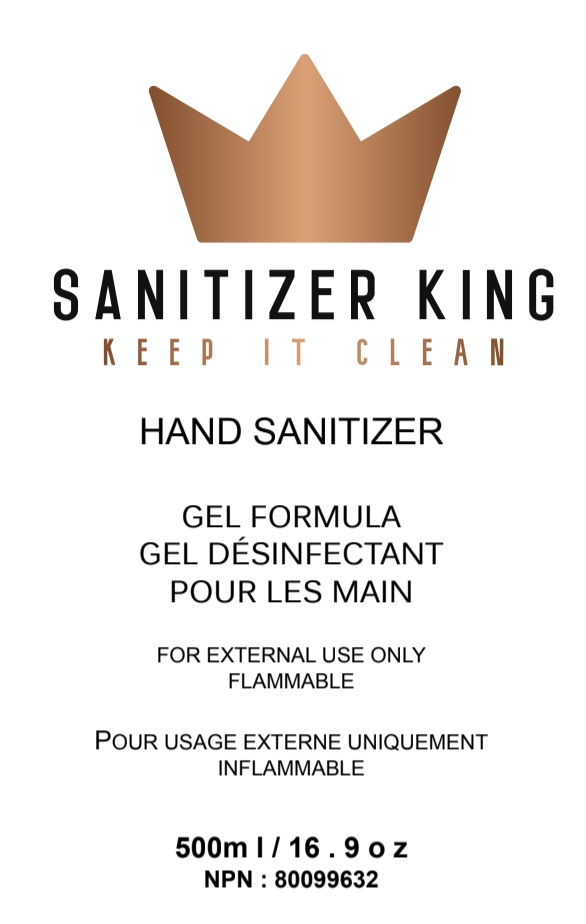 SANITIZER KING
KEEP IT CLEAN
HAND SANITIZER
GEL FORMULA
GEL DÉSINFECTANT
POUR LES MAIN
FOR EXTERNAL USE ONLY
FLAMMABLE
POUR USAGE EXTERNE UNIQUEMENT
INFLAMMABLE
500m l / 16 . 9 o z
NPN : 80099632